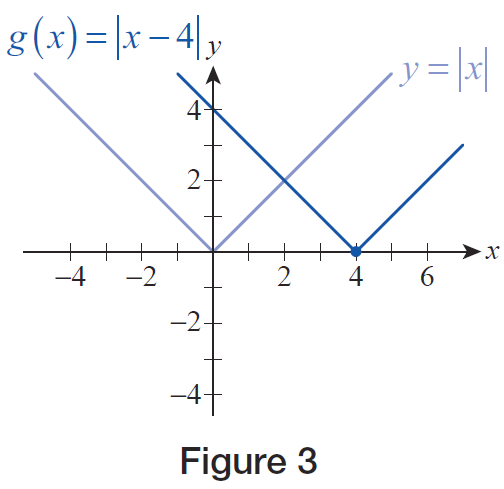 g(x) = |x − 4|
y
y = |x|
4
2
−4
−2
2
4
6
x
−2
−4
Figure 3